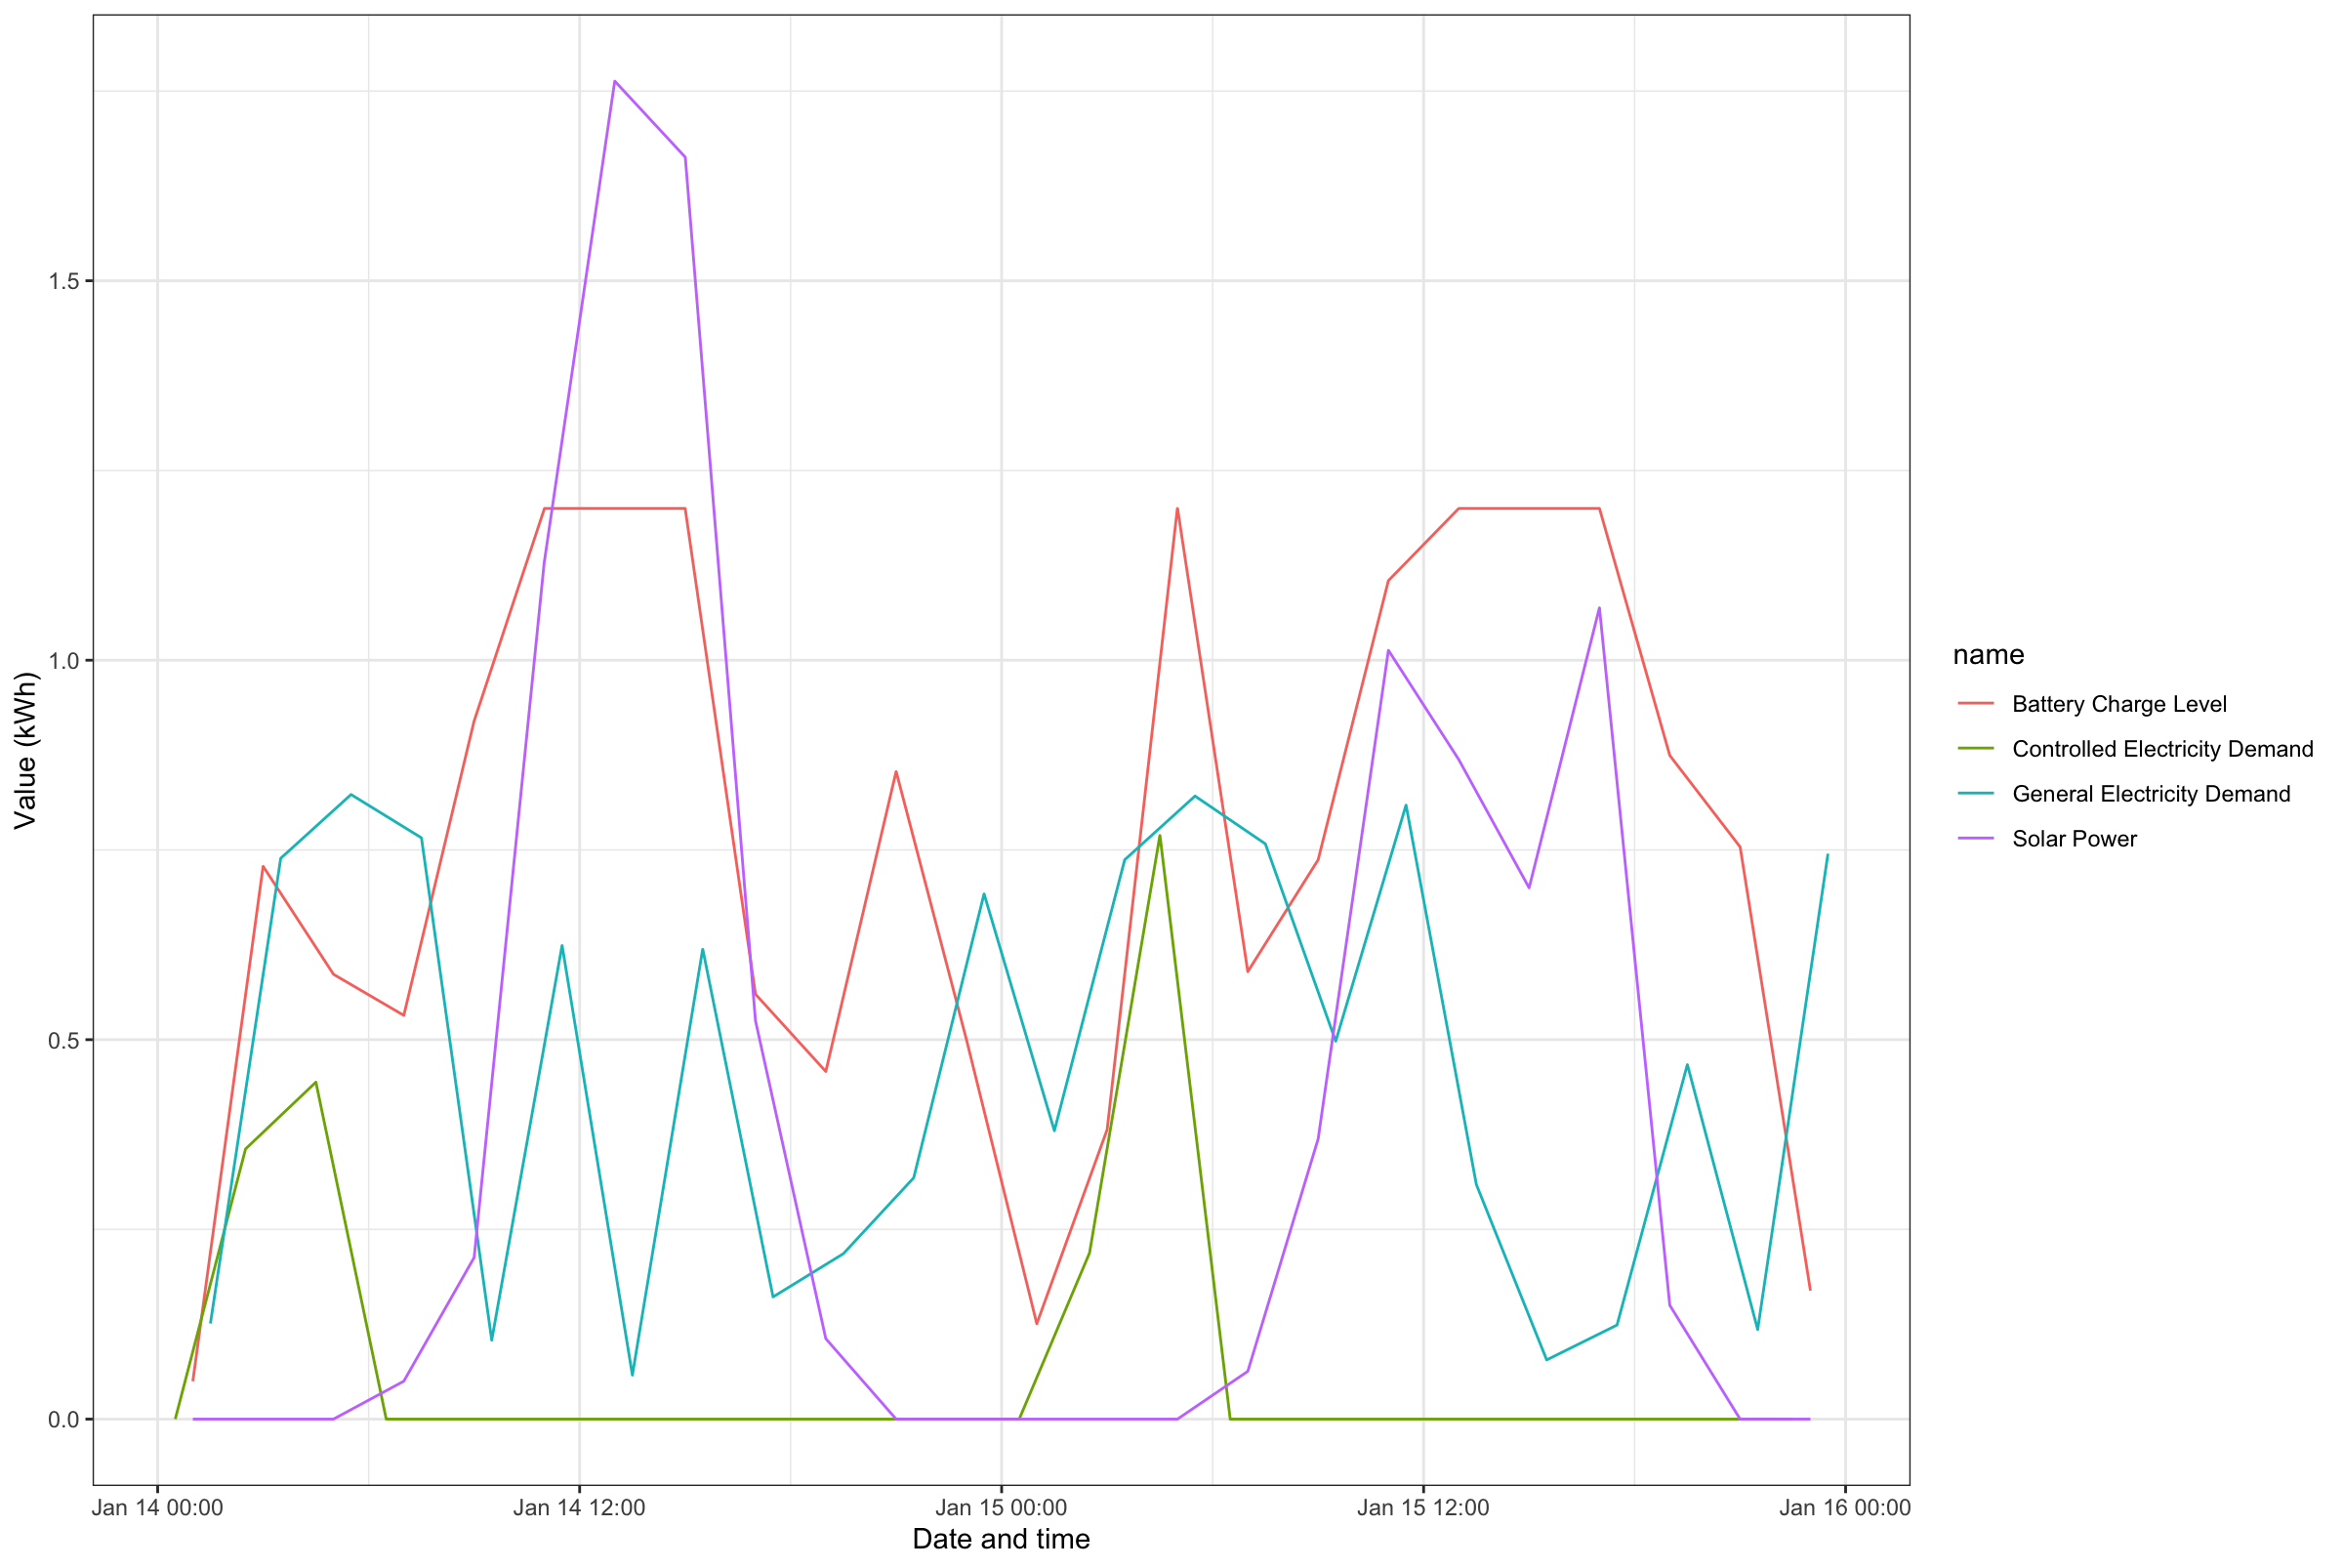 Value (kWh)
1.5
1.0
0.5
0.0
Jan 14 00:00
Jan 14 12:00
Jan 15 00:00
Jan 15 12:00
Jan 16 00:00
Date and time
name
Battery Charge Level
Controlled Electricity Demand
General Electricity Demand
Solar Power